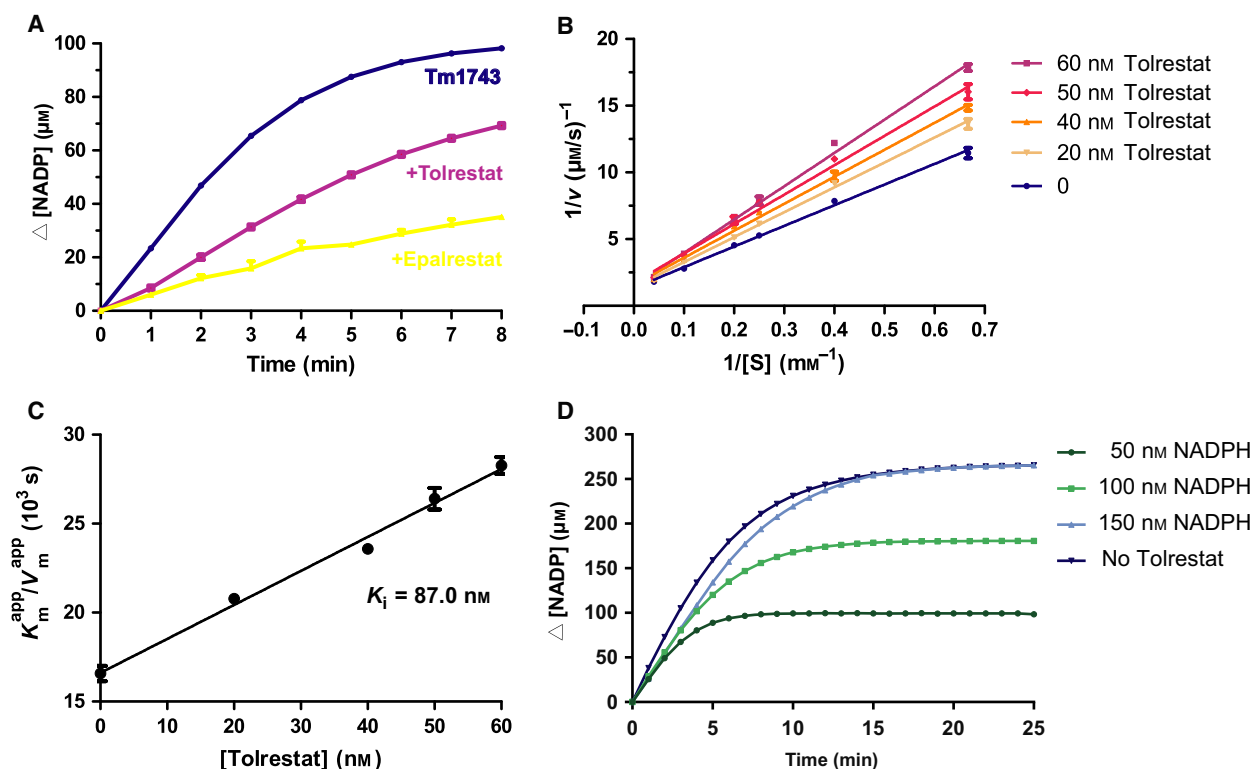 A
△ [NADP] (µM)
100
80
60
40
20
0
Tm1743
+Tolrestat
+Epalrestat
0 1 2 3 4 5 6 7 8
Time (min)
B
1/v (µM/s)⁻¹
20
15
10
5
−0.1 0.0 0.1 0.2 0.3 0.4 0.5 0.6 0.7
1/[S] (mM⁻¹)
60 nM Tolrestat
50 nM Tolrestat
40 nM Tolrestat
20 nM Tolrestat
0
C
Kₘᵃᵖᵖ/Vₘᵃᵖᵖ (10³ s)
30
25
20
15
Kᵢ = 87.0 nM
0 10 20 30 40 50 60
[Tolrestat] (nM)
D
△ [NADP] (µM)
300
250
200
150
100
50
0
0 5 10 15 20 25
Time (min)
50 nM NADPH
100 nM NADPH
150 nM NADPH
No Tolrestat